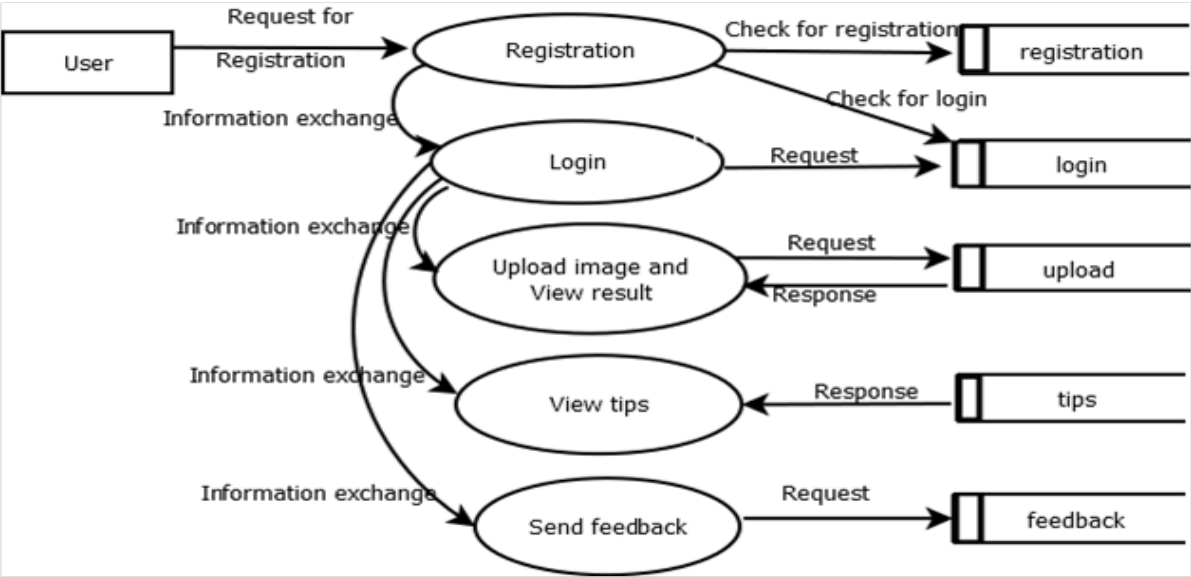 Request for
Registration
User
Registration
Check for registration
registration
Information exchange
Check for login
Login
Request
login
Information exchange
Upload image and
View result
Request
Response
upload
Information exchange
View tips
Response
tips
Information exchange
Send feedback
Request
feedback